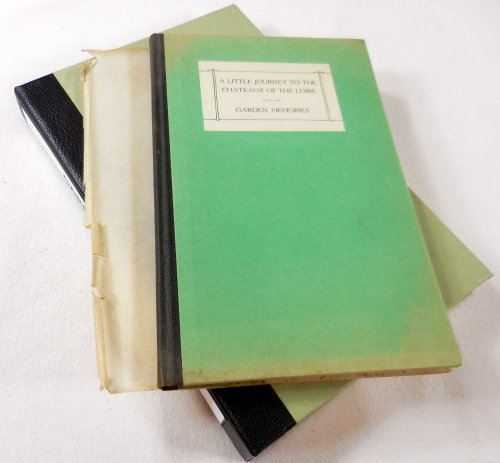 A LITTLE JOURNEY TO THE
CHATEAUX OF THE LOIRE
GARDEN MEMORIES